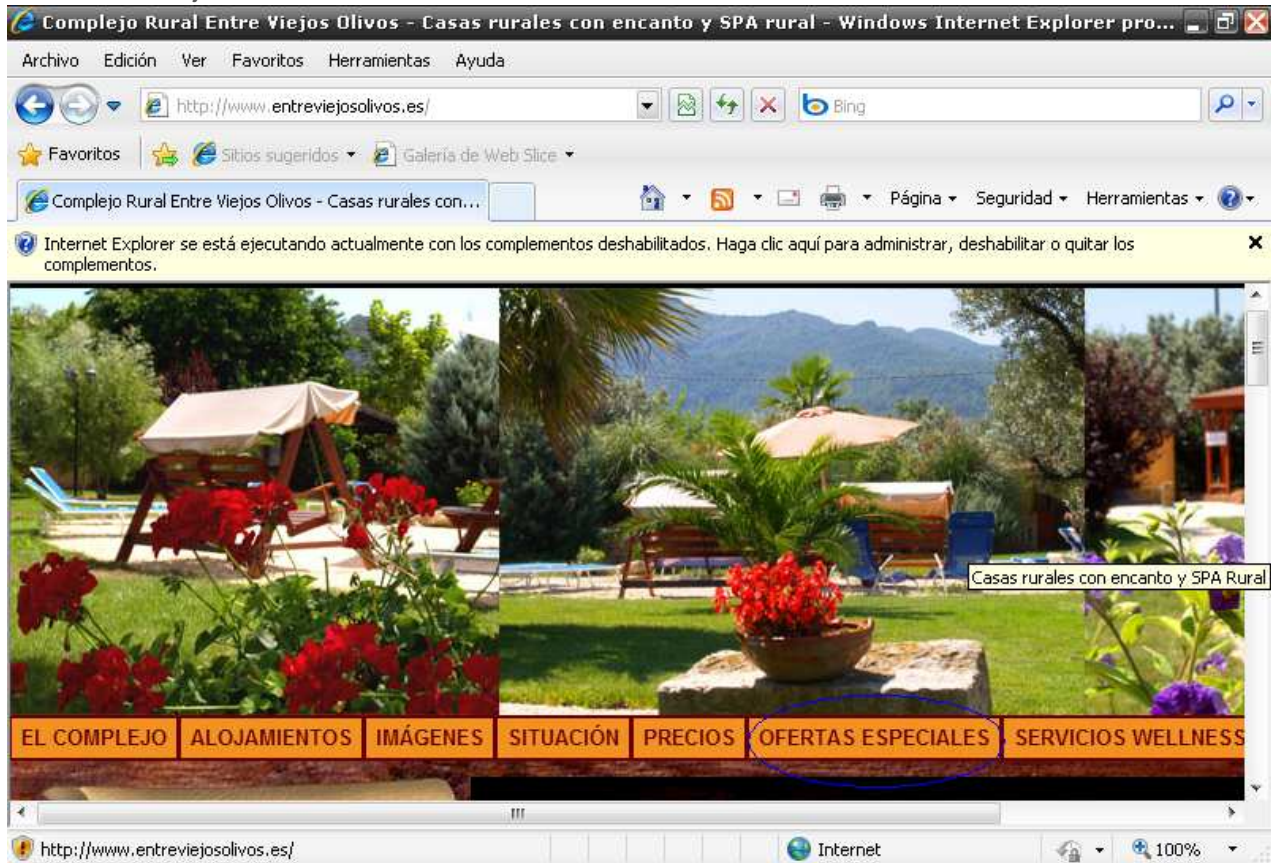 Complejo Rural Entre Viejos Olivos - Casas rurales con encanto y SPA rural - Windows Internet Explorer pro...
Archivo Edición Ver Favoritos Herramientas Ayuda
http://www.entreviejosolivos.es/ Bing
Favoritos Sitios sugeridos Galería de Web Slice
Complejo Rural Entre Viejos Olivos - Casas rurales con... Página Seguridad Herramientas
Internet Explorer se está ejecutando actualmente con los complementos deshabilitados. Haga clic aquí para administrar, deshabilitar o quitar los
complementos.
Casas rurales con encanto y SPA Rural
EL COMPLEJO ALOJAMIENTOS IMÁGENES SITUACIÓN PRECIOS OFERTAS ESPECIALES SERVICIOS WELLNESS
http://www.entreviejosolivos.es/ Internet 100%